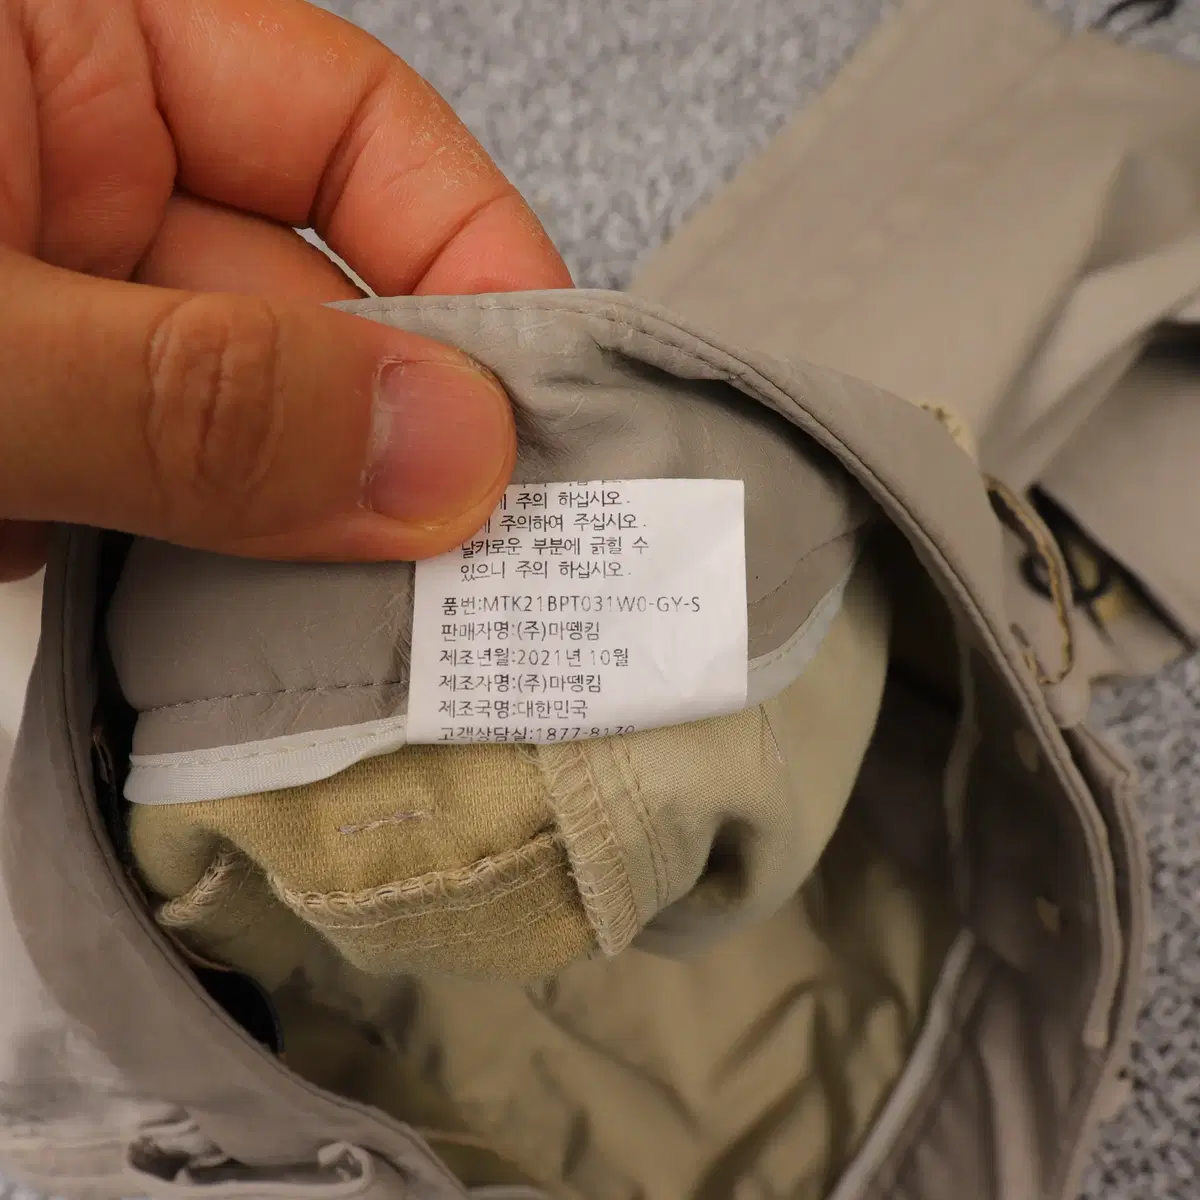 에 주의 하십시오.
에 주의하여 주십시오.
날카로운 부분에 긁힐 수
있으니 주의 하십시오.
품번:MTK21BPT031W0-GY-S
판매자명:(주)마뗑킴
제조년월:2021년 10월
제조자명:(주)마뗑킴
제조국명:대한민국
고객상담실:1877-8170